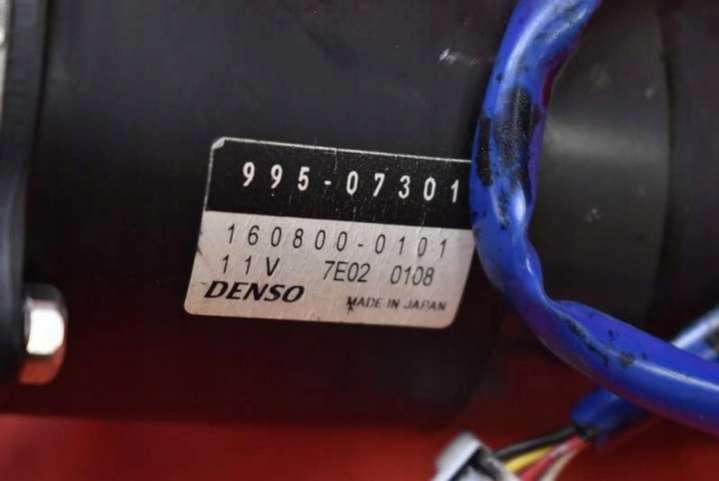 995-07301
160800-0101
11V 7E02 0108
DENSO MADE IN JAPAN